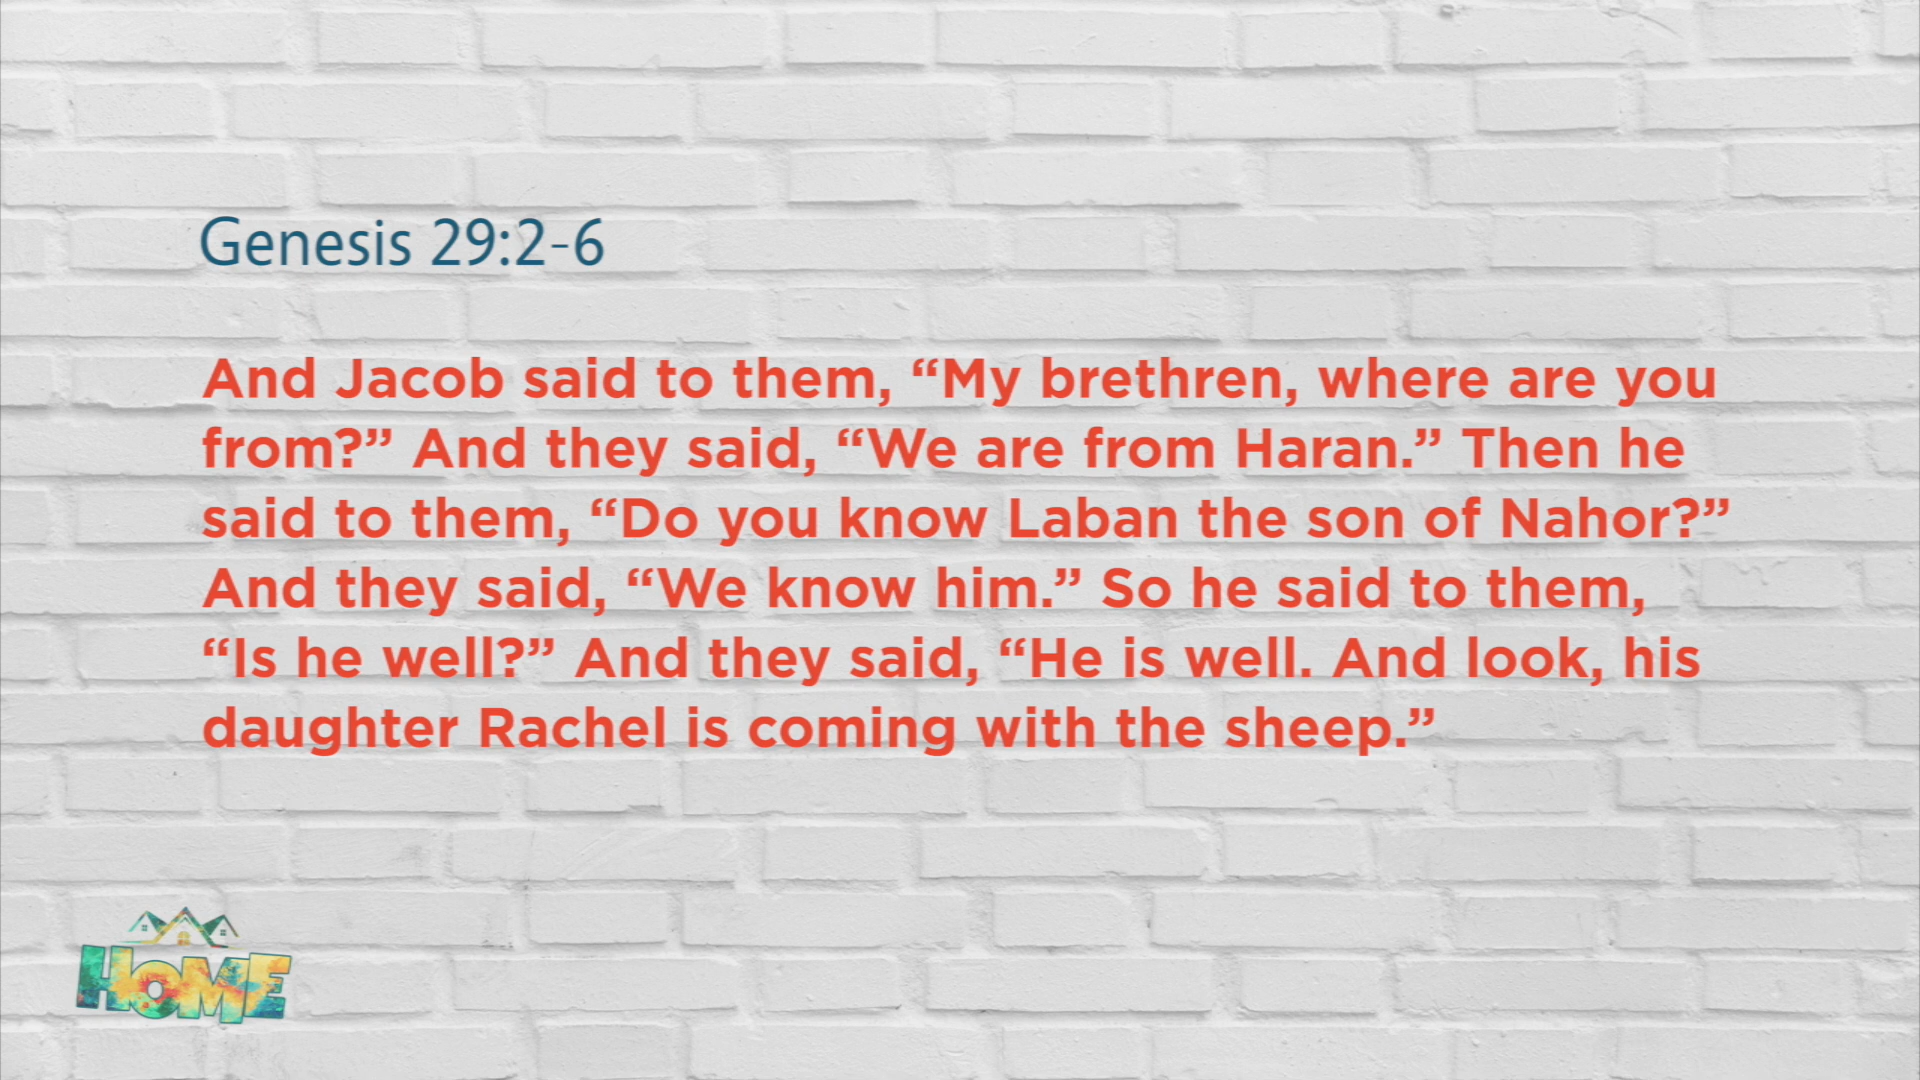 Genesis 29:2-6
And Jacob said to them, “My brethren, where are you
from?” And they said, “We are from Haran.” Then he
said to them, “Do you know Laban the son of Nahor?”
And they said, “We know him.” So he said to them,
“Is he well?” And they said, “He is well. And look, his
daughter Rachel is coming with the sheep.”
HOME